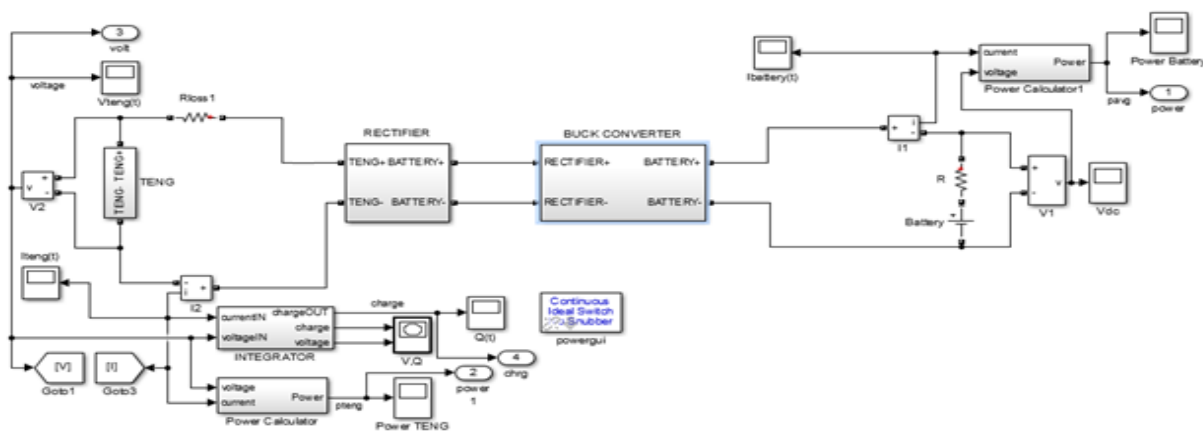 3
volt
voltage
Vteng(t)
Rloss1
+
-
v
V2
TENG- TENG+
TENG
Iteng(t)
-
i
+
I2
RECTIFIER
TENG+ BATTERY+
TENG- BATTERY-
BUCK CONVERTER
RECTIFIER+ BATTERY+
RECTIFIER- BATTERY-
Ibattery(t)
current
voltage
Power
Power Calculator1
Power Battery
pavg
1
power
+
i
-
I1
R
Battery
+
+
-
v
V1
Vdc
currentIN
voltageIN
chargeOUT
charge
voltage
INTEGRATOR
charge
V,Q
Q(t)
4
chrg
Continuous
Ideal Switch
Snubber
powergui
[V]
Goto1
[I]
Goto3
voltage
current
Power
Power Calculator
pteng
Power TENG
2
power
1